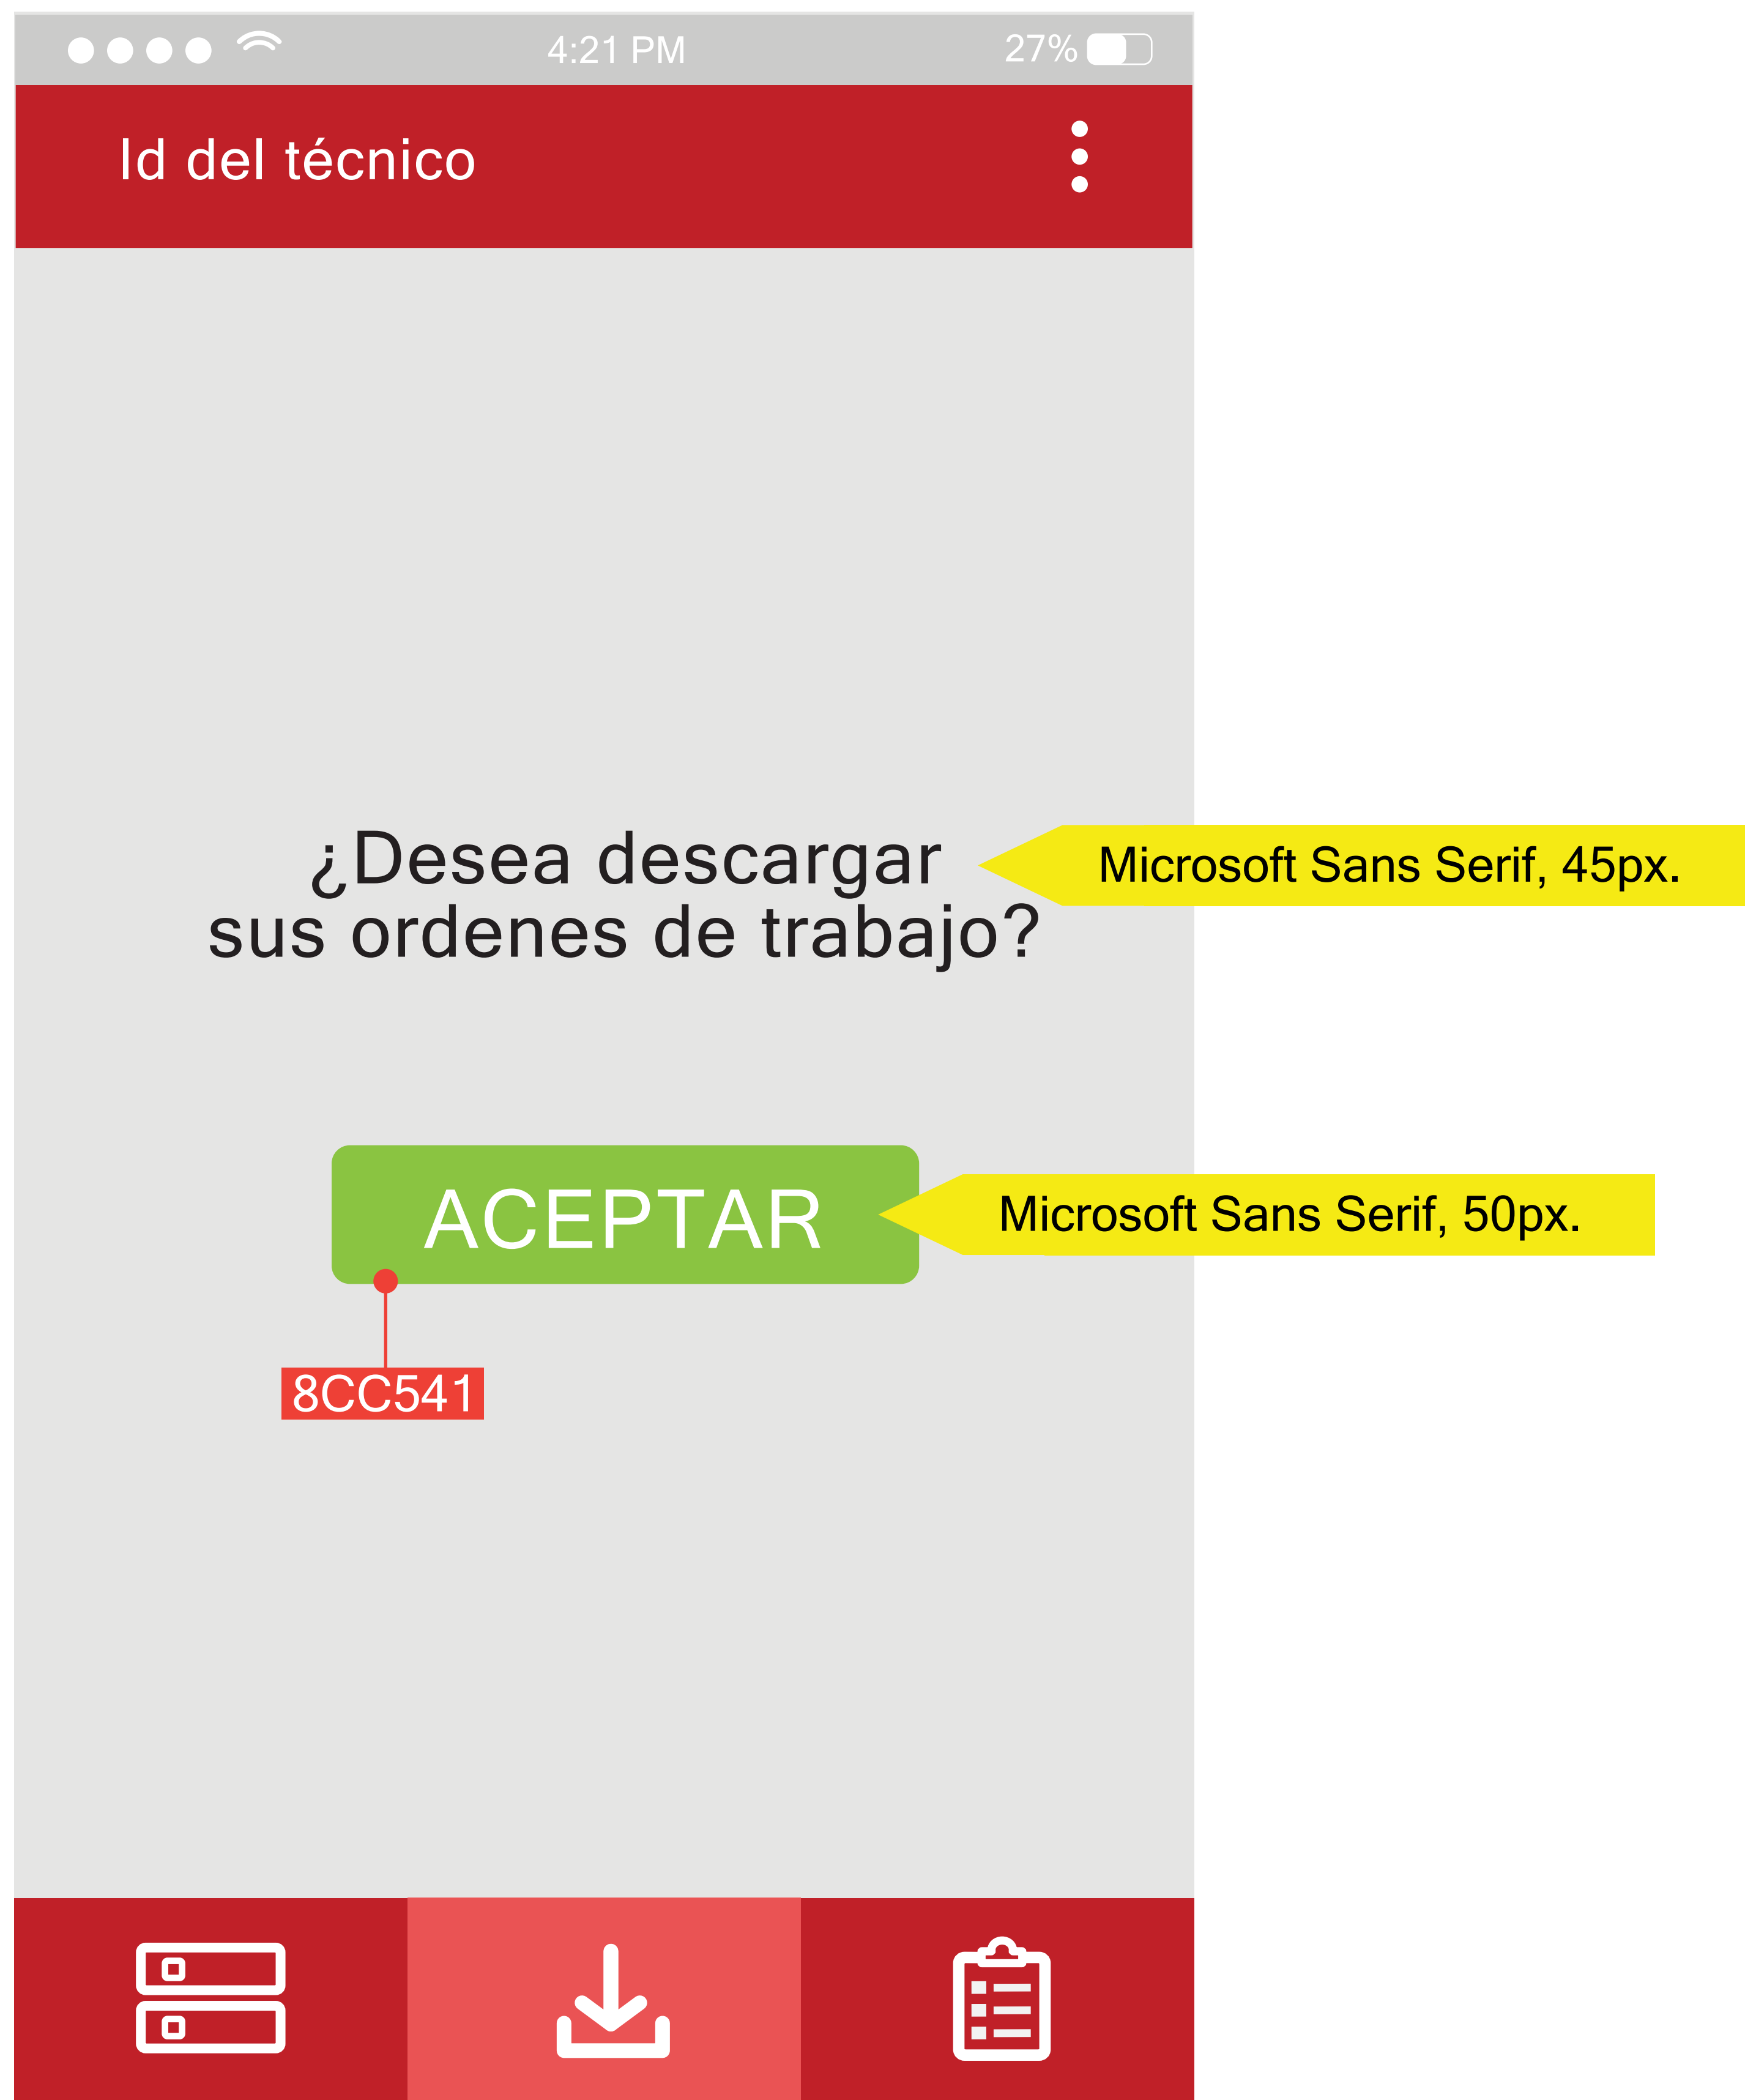 4:21 PM 27%
Id del técnico
¿Desea descargar
sus ordenes de trabajo?
Microsoft Sans Serif, 45px.
ACEPTAR
Microsoft Sans Serif, 50px.
8CC541